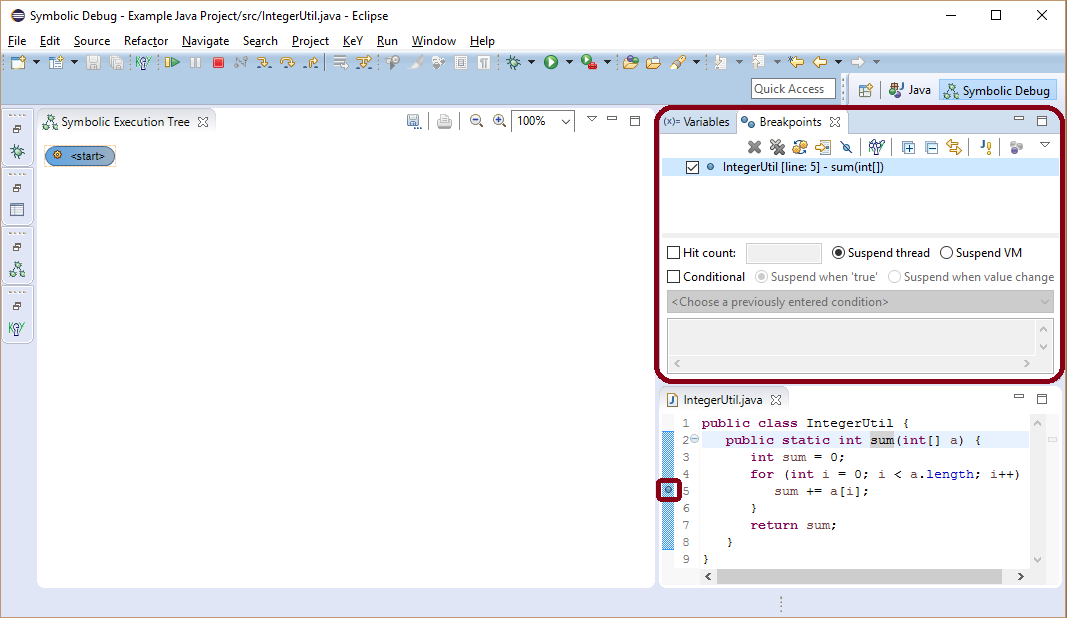 Symbolic Debug - Example Java Project/src/IntegerUtil.java - Eclipse
File Edit Source Refactor Navigate Search Project KeY Run Window Help
Quick Access Java Symbolic Debug
Symbolic Execution Tree 100%
<start>
(x)= Variables Breakpoints
IntegerUtil [line: 5] - sum(int[])
Hit count: Suspend thread Suspend VM
Conditional Suspend when 'true' Suspend when value change
<Choose a previously entered condition>
IntegerUtil.java
1 public class IntegerUtil {
2 public static int sum(int[] a) {
3 int sum = 0;
4 for (int i = 0; i < a.length; i++)
5 sum += a[i];
6 }
7 return sum;
8 }
9 }